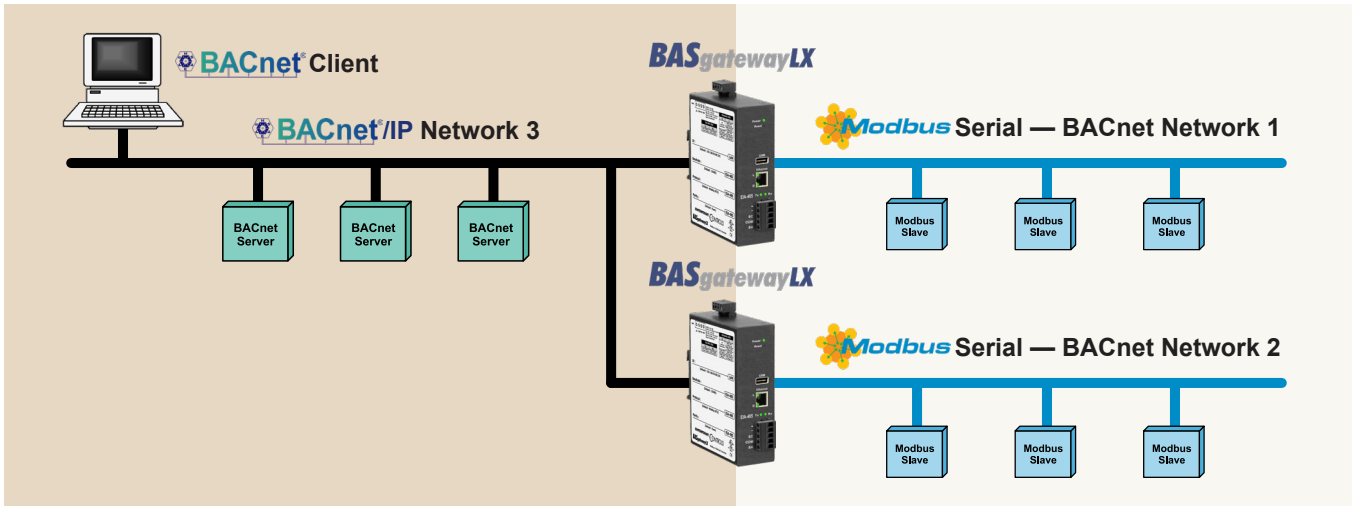 BACnet® Client
BACnet®/IP Network 3
BACnet
Server
BACnet
Server
BACnet
Server
BASgatewayLX
Modbus Serial — BACnet Network 1
Modbus
Slave
Modbus
Slave
Modbus
Slave
BASgatewayLX
Modbus Serial — BACnet Network 2
Modbus
Slave
Modbus
Slave
Modbus
Slave